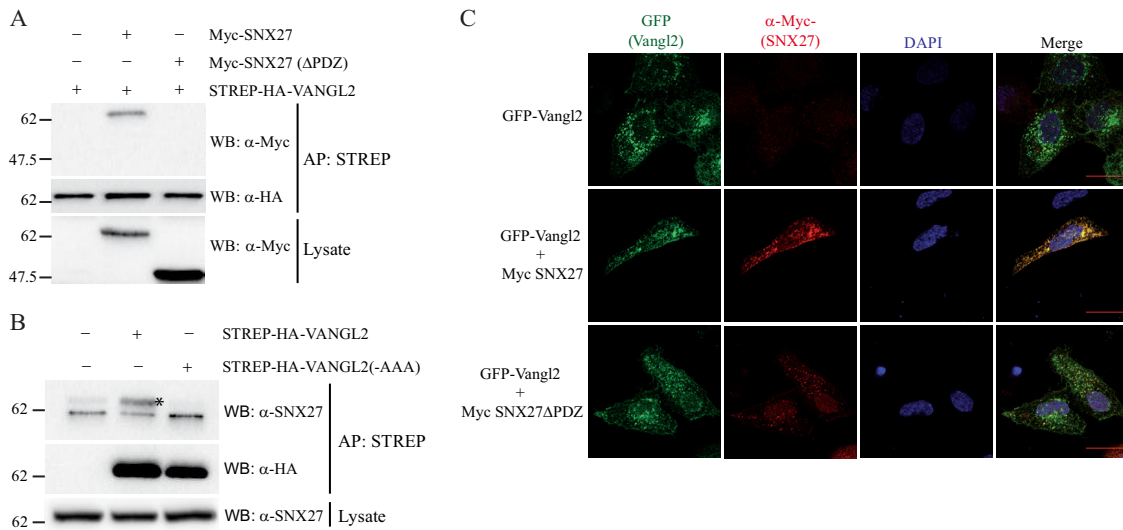 A
− + − Myc-SNX27
− − + Myc-SNX27 (ΔPDZ)
+ + + STREP-HA-VANGL2
62
47.5
WB: α-Myc
AP: STREP
62
WB: α-HA
62
47.5
WB: α-Myc
Lysate
B
− + − STREP-HA-VANGL2
− − + STREP-HA-VANGL2(-AAA)
62
*
WB: α-SNX27
AP: STREP
62
WB: α-HA
62
WB: α-SNX27
Lysate
C
GFP
(Vangl2)
α-Myc-
(SNX27)
DAPI
Merge
GFP-Vangl2
GFP-Vangl2
+
Myc SNX27
GFP-Vangl2
+
Myc SNX27ΔPDZ